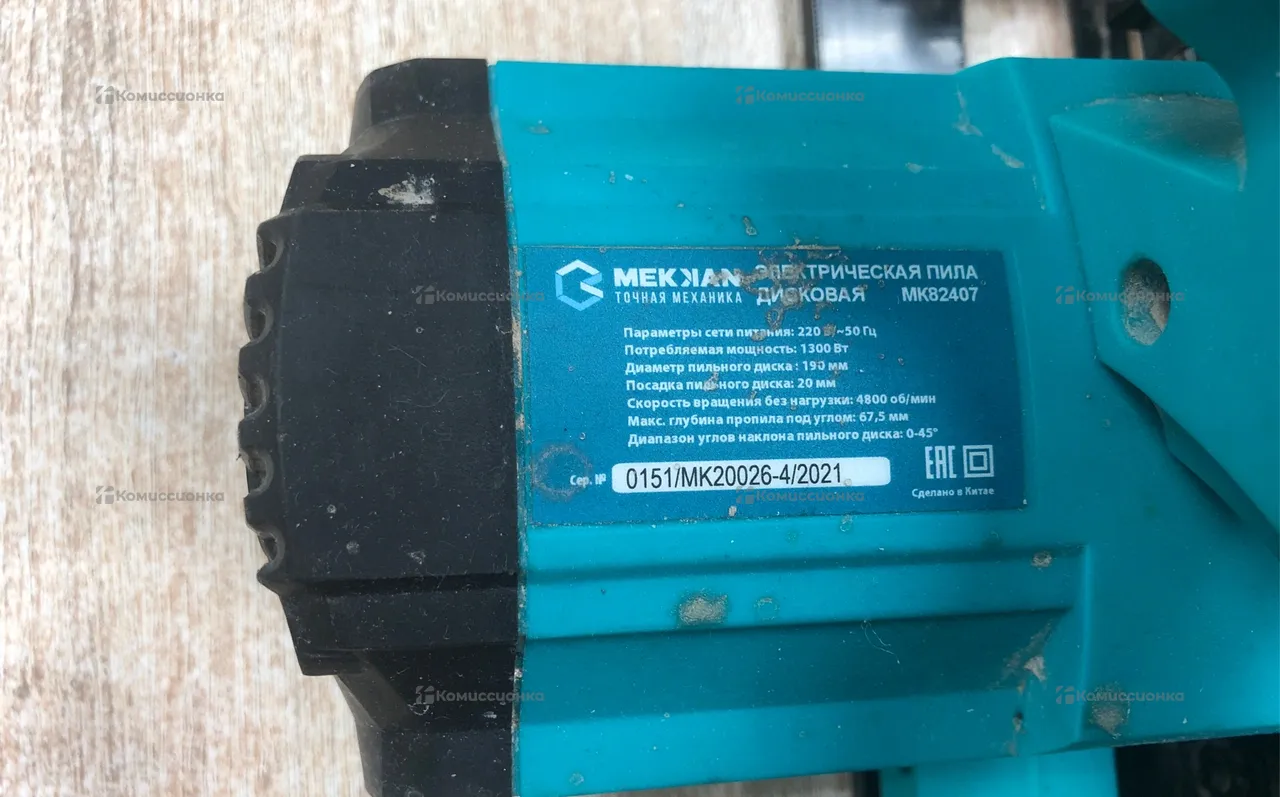 Комиссионка
Комиссионка
MEKKAN ЭЛЕКТРИЧЕСКАЯ ПИЛА
ТОЧНАЯ МЕХАНИКА ДИСКОВАЯ MK82407
Комиссионка
Комиссионка
Параметры сети питания: 220 В/~50 Гц
Потребляемая мощность: 1300 Вт
Диаметр пильного диска : 190 мм
Посадка пильного диска: 20 мм
Скорость вращения без нагрузки: 4800 об/мин
Макс. глубина пропила под углом: 67,5 мм
Диапазон углов наклона пильного диска: 0-45°
Сер. № 0151/MK20026-4/2021
EAC
Сделано в Китае
Комиссионка
Комиссионка
Комиссионка
Комиссионка